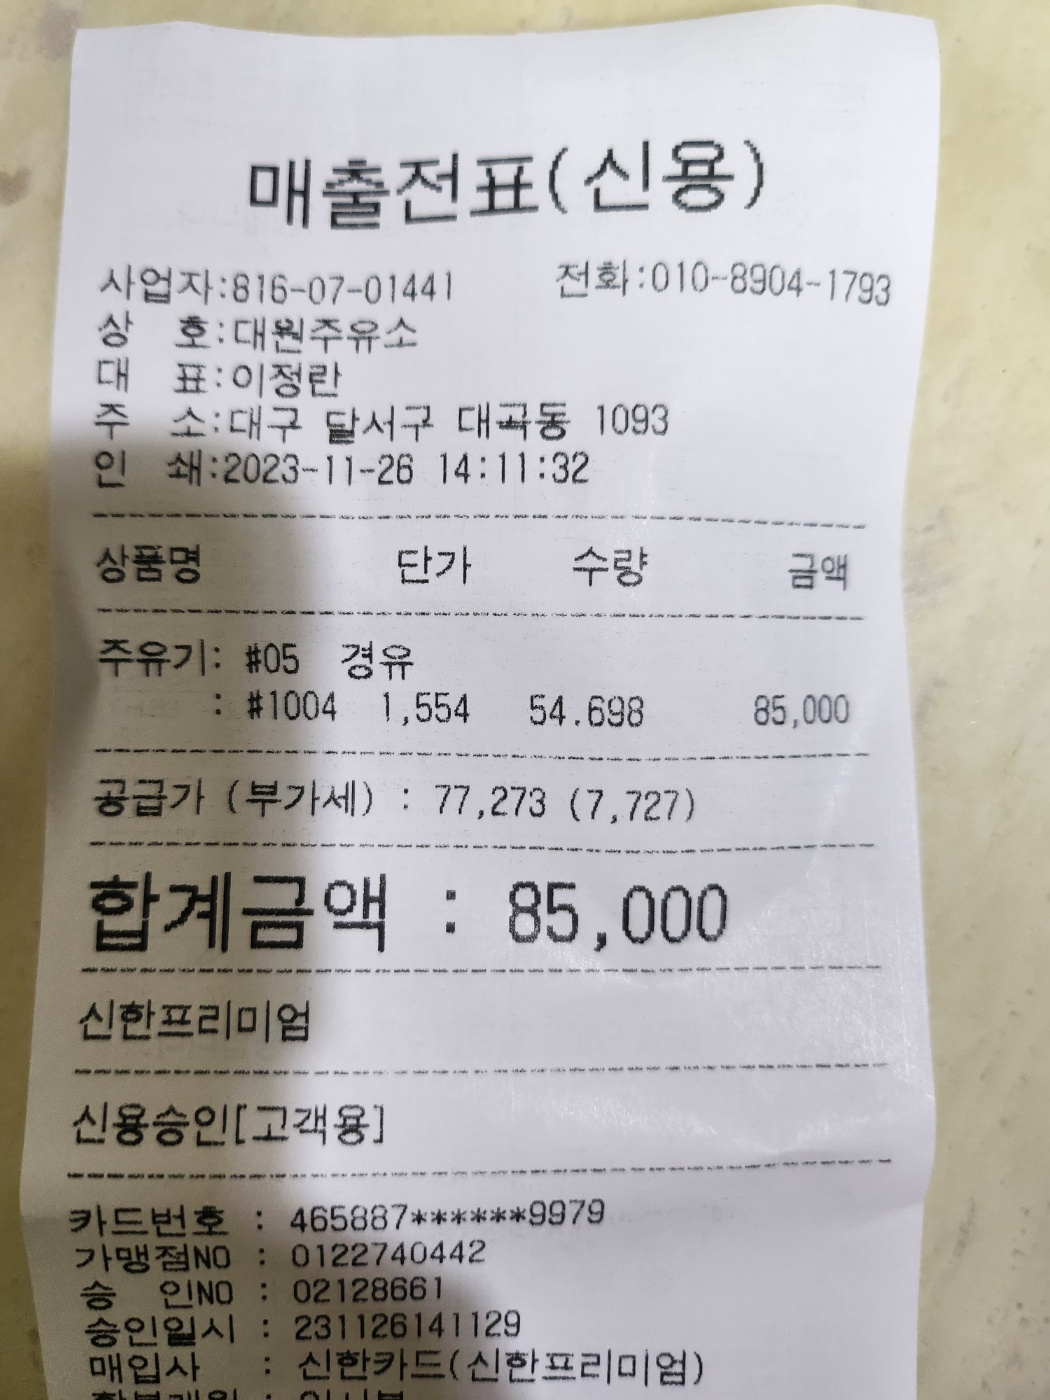 매출전표(신용)
사업자:816-07-01441 전화:010-8904-1793
상 호:대원주유소
대 표:이정란
주 소:대구 달서구 대곡동 1093
인 쇄:2023-11-26 14:11:32
상품명 단가 수량 금액
주유기: #05 경유
: #1004 1,554 54.698 85,000
공급가 (부가세) : 77,273 (7,727)
합계금액 : 85,000
신한프리미엄
신용승인[고객용]
카드번호 : 465887******9979
가맹점NO : 0122740442
승 인NO : 02128661
승인일시 : 231126141129
매입사 : 신한카드(신한프리미엄)
할부개월 : 일시불